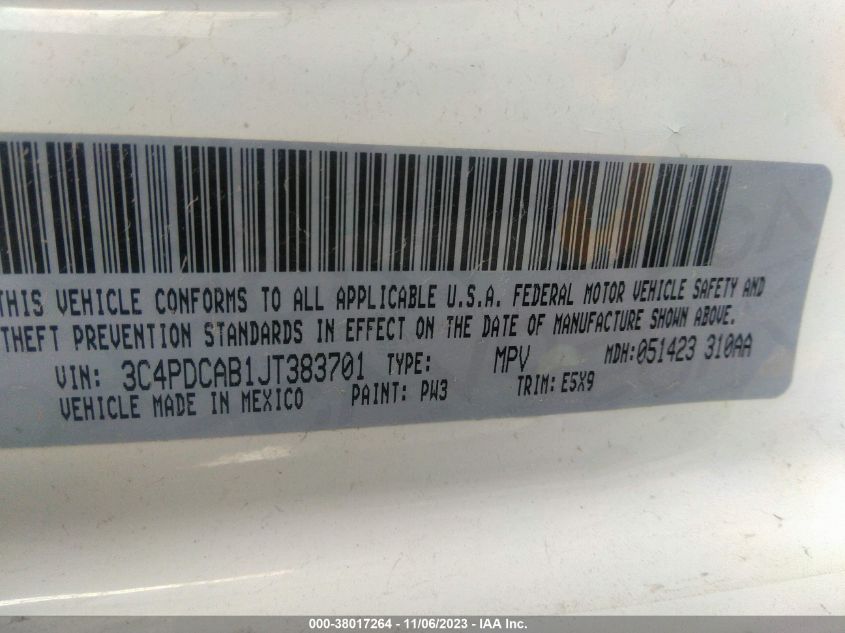 THIS VEHICLE CONFORMS TO ALL APPLICABLE U.S.A. FEDERAL MOTOR VEHICLE SAFETY AND
THEFT PREVENTION STANDARDS IN EFFECT ON THE DATE OF MANUFACTURE SHOWN ABOVE.
VIN: 3C4PDCAB1JT383701 TYPE: MPV MDH:051423 310AA
VEHICLE MADE IN MEXICO PAINT: PW3 TRIM: E5X9
000-38017264 - 11/06/2023 - IAA Inc.